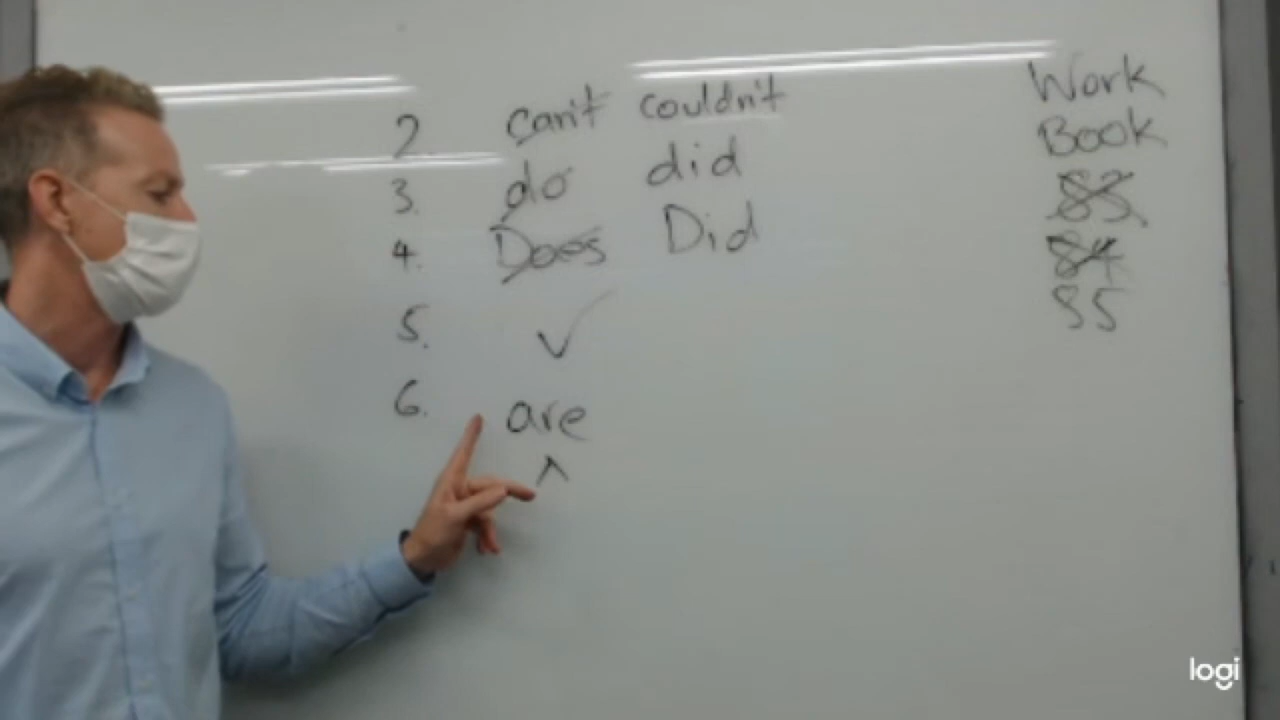 2 can't couldn't
3. do did
4. Does Did
5. ✓
6. are
^
Work
Book
83
84
85
logi